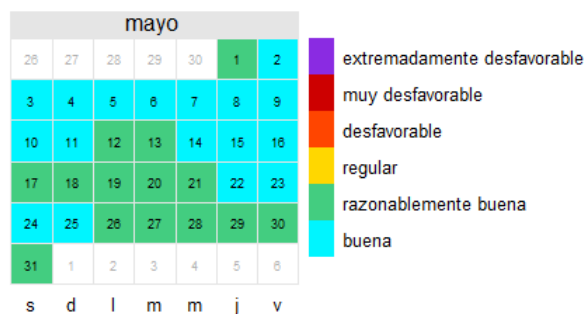 mayo
26 27 28 29 30 1 2
3 4 5 6 7 8 9
10 11 12 13 14 15 16
17 18 19 20 21 22 23
24 25 26 27 28 29 30
31 1 2 3 4 5 6
s d l m m j v
extremadamente desfavorable
muy desfavorable
desfavorable
regular
razonablemente buena
buena